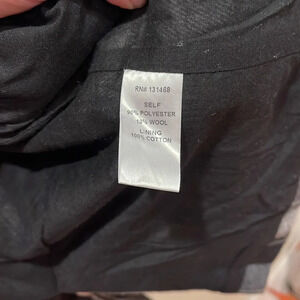 RN# 131468
SELF
90% POLYESTER
10% WOOL
LINING
100% COTTON